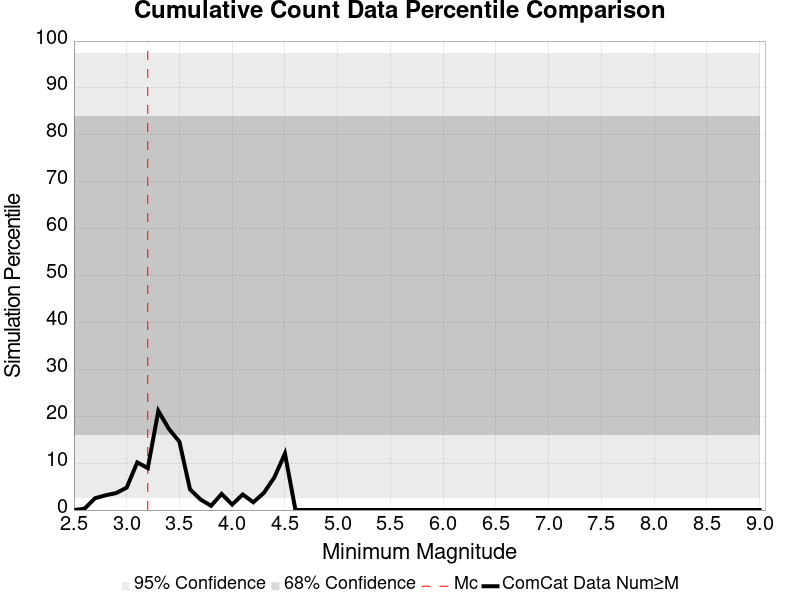 Cumulative Count Data Percentile Comparison
100
90
80
70
60
50
40
30
20
10
0
Simulation Percentile
2.5 3.0 3.5 4.0 4.5 5.0 5.5 6.0 6.5 7.0 7.5 8.0 8.5 9.0
Minimum Magnitude
95% Confidence 68% Confidence Mc ComCat Data Num≥M